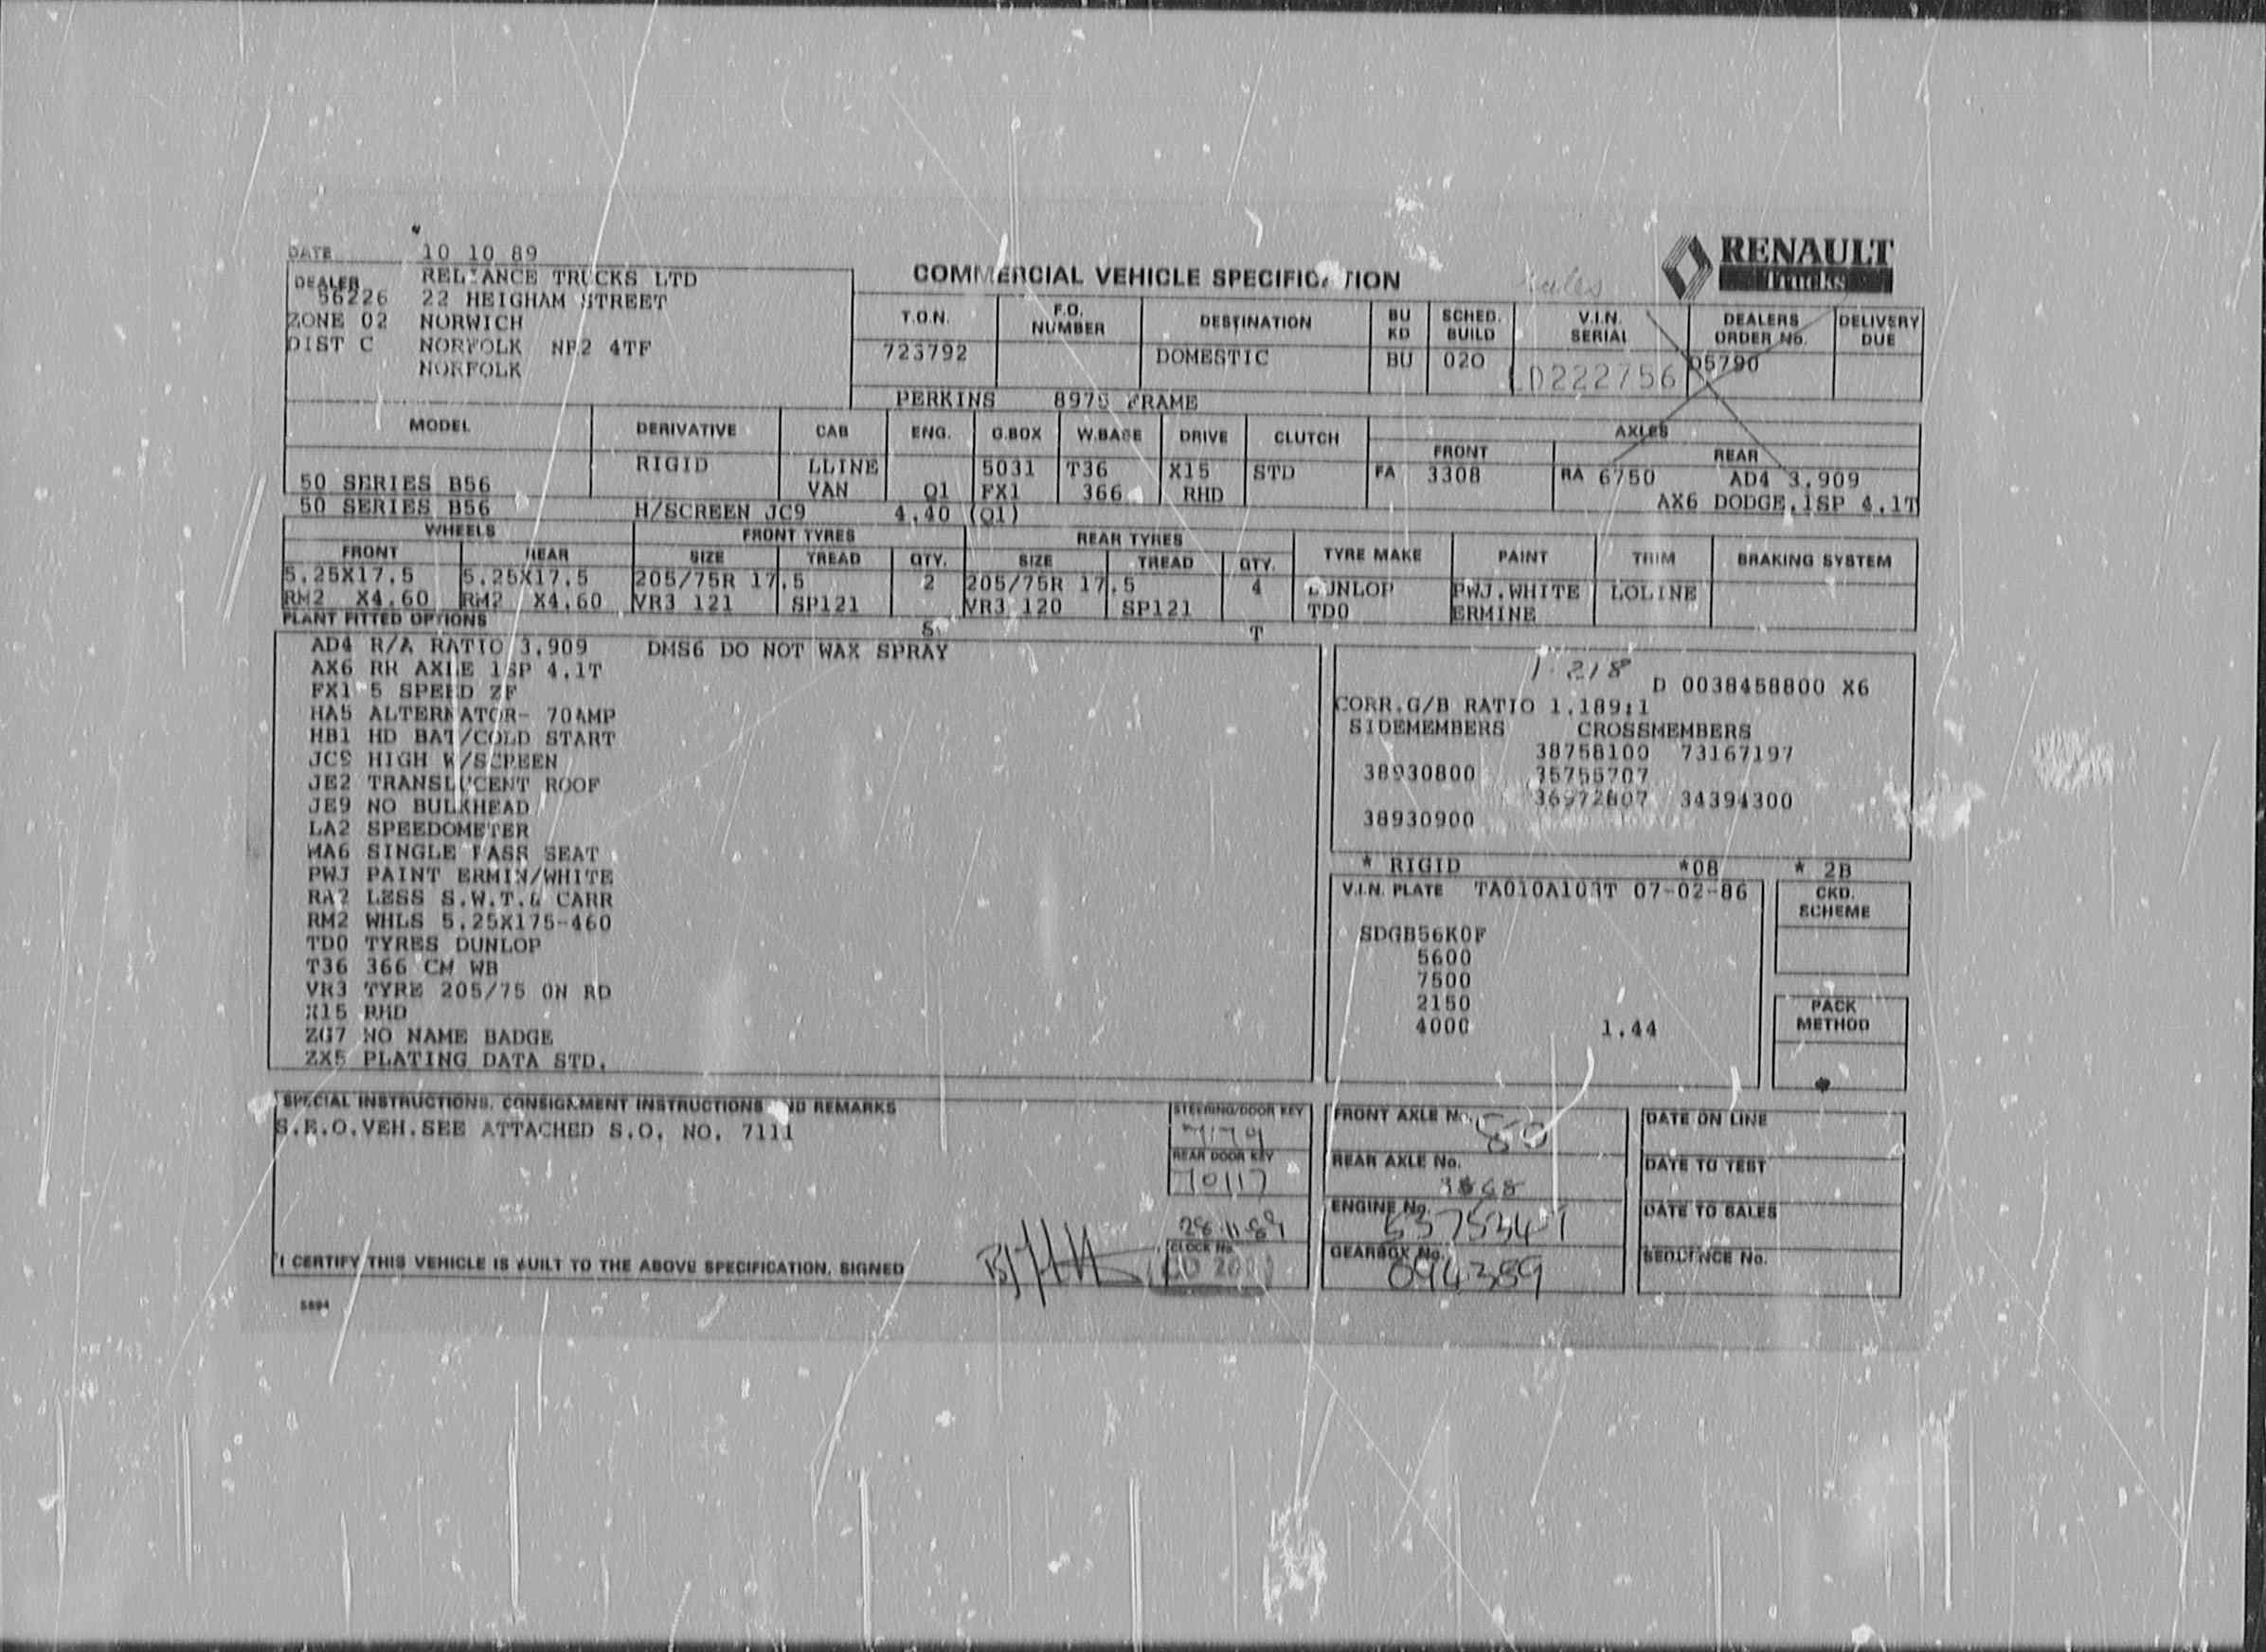 DATE 10 10 89
DEALER RELIANCE TRUCKS LTD
56226 22 HEIGHAM STREET
ZONE 02 NORWICH
DIST C NORFOLK 4TF
NORFOLK
COMMERCIAL VEHICLE SPECIFICATION
RENAULT
Trucks
T.O.N. F.O. NUMBER DESTINATION BU KD SCHED. BUILD V.I.N. SERIAL DEALERS ORDER No. DELIVERY DUE
723792 DOMESTIC BU 020 D222756 D5790
PERKINS 8975 FRAME
MODEL DERIVATIVE CAB ENG. G.BOX W.BASE DRIVE CLUTCH AXLES
FRONT REAR
RIGID LLINE 5031 T36 X15 STD FA 3308 RA 6750 AD4 3.909
50 SERIES B56 VAN Q1 FX1 366 RHD AX6 DODGE.1SP 4.1T
50 SERIES B56 H/SCREEN JC9 4.40 (Q1)
WHEELS FRONT TYRES REAR TYRES
FRONT REAR SIZE TREAD QTY. SIZE TREAD QTY. TYRE MAKE PAINT TRIM BRAKING SYSTEM
5.25X17.5 5.25X17.5 205/75R 17.5 2 205/75R 17.5 4 DUNLOP PWJ.WHITE LOLINE
RM2 X4.60 RM2 X4.60 VR3 121 SP121 VR3 120 SP121 TD0 ERMINE
PLANT FITTED OPTIONS S T
AD4 R/A RATIO 3.909 DMS6 DO NOT WAX SPRAY
AX6 RR AXLE 1SP 4.1T
FX1 5 SPEED ZF
HA5 ALTERNATOR- 70AMP
HB1 HD BAT/COLD START
JC9 HIGH W/SCREEN
JE2 TRANSLUCENT ROOF
JE9 NO BULKHEAD
LA2 SPEEDOMETER
MA6 SINGLE PASS SEAT
PWJ PAINT ERMIN/WHITE
RA2 LESS S.W.T.& CARR
RM2 WHLS 5.25X175-460
TD0 TYRES DUNLOP
T36 366 CM WB
VR3 TYRE 205/75 ON RD
X15 RHD
ZG7 NO NAME BADGE
ZX5 PLATING DATA STD.
1.218
D 0038458800 X6
CORR.G/B RATIO 1.189:1
SIDEMEMBERS CROSSMEMBERS
38758100 73167197
38930800 35755707
36972807 34394300
38930900
* RIGID *08 * 2B
V.I.N. PLATE TA010A103T 07-02-86
CKD. SCHEME
SDGB56K0F
5600
7500
2150
4000 1.44
PACK METHOD
SPECIAL INSTRUCTIONS, CONSIGNMENT INSTRUCTIONS AND REMARKS
S.E.O.VEH.SEE ATTACHED S.O. NO. 7111
STEERING/DOOR KEY
REAR DOOR KEY
70117
28.11.89
CLOCK No.
FRONT AXLE No.
REAR AXLE No.
ENGINE No.
5375341
GEARBOX No.
094389
DATE ON LINE
DATE TO TEST
DATE TO SALES
SEQUENCE No.
I CERTIFY THIS VEHICLE IS BUILT TO THE ABOVE SPECIFICATION. SIGNED
5894